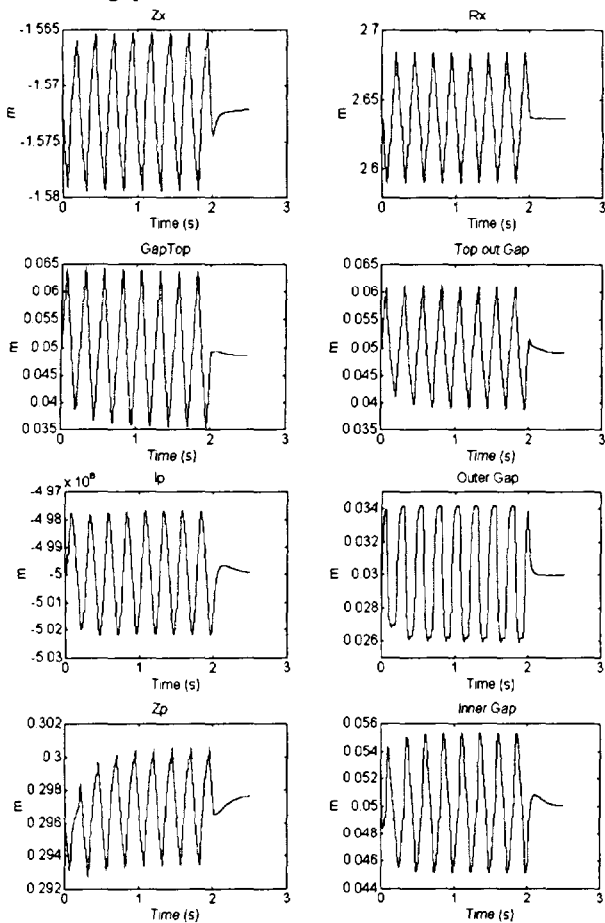 Zx
-1.565
-1.57
m
-1.575
-1.58
0 1 2 3
Time (s)
Rx
2 7
2 65
m
2 6
0 1 2 3
Time (s)
GapTop
0 065
0 06
0 055
m
0 05
0 045
0 04
0 035
0 1 2 3
Time (s)
Top out Gap
0 065
0 06
0 055
m
0 05
0 045
0 04
0 035
0 1 2 3
Time (s)
Ip
-4 97 x 10
-4 98
-4 99
m
-5
-5 01
-5 02
-5 03
0 1 2 3
Time (s)
Outer Gap
0.034
m
0.03
0 026
0 1 2 3
Time (s)
Zp
0 302
0 3
0 298
m
0 296
0 294
0 292
0 1 2 3
Time (s)
Inner Gap
0 056
0.054
0.052
m
0 050
0 048
0 046
0 044
0 1 2 3
Time (s)